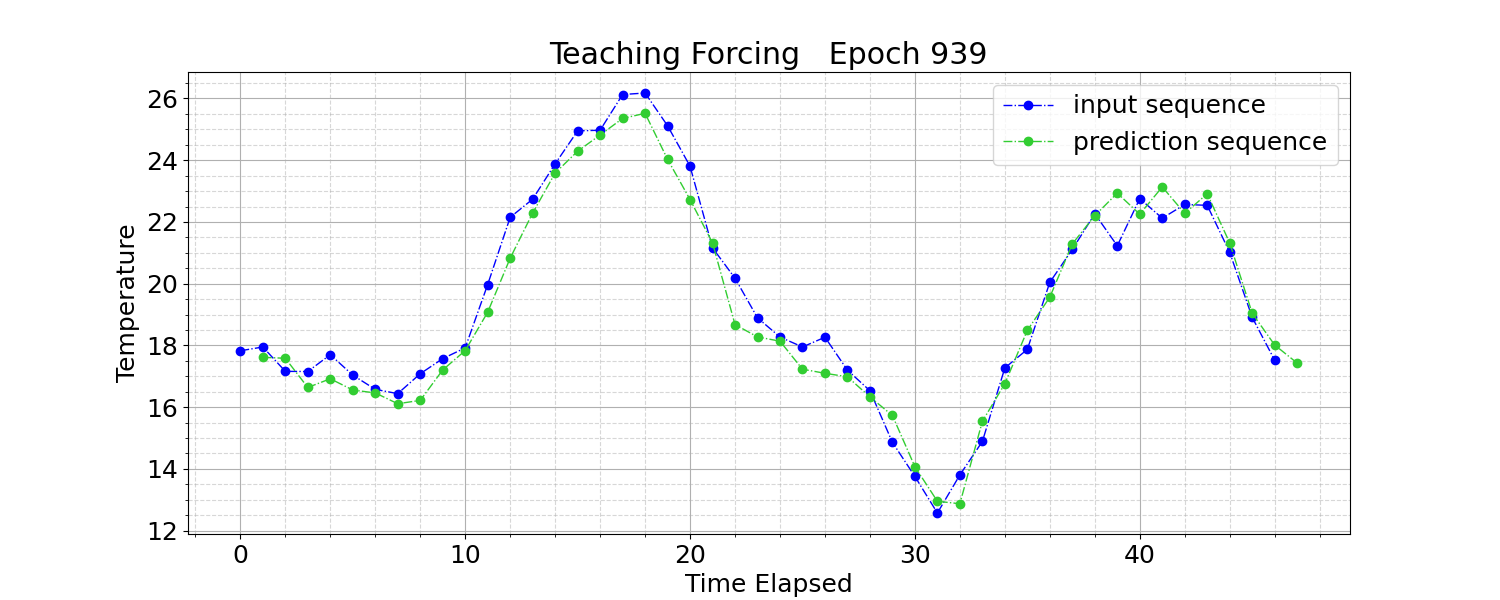 Teaching Forcing   Epoch 939
input sequence
prediction sequence
Temperature
26
24
22
20
18
16
14
12
0 10 20 30 40
Time Elapsed